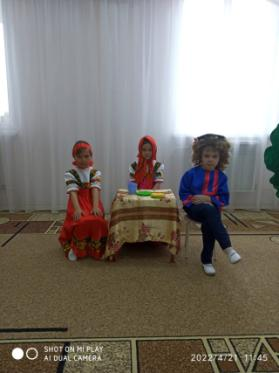 SHOT ON MI PLAY
AI DUAL CAMERA
2022/4/21 11:45